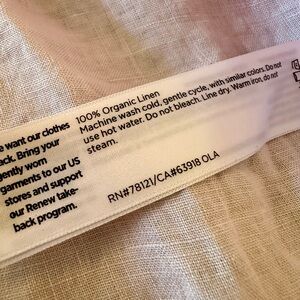 e want our clothes
ack. Bring your
gently worn
garments to our US
stores and support
our Renew take-
back program.
100% Organic Linen
Machine wash cold, gentle cycle, with similar colors. Do not
use hot water. Do not bleach. Line dry. Warm iron, do not
steam.
RN#78121/CA#63918 OLA